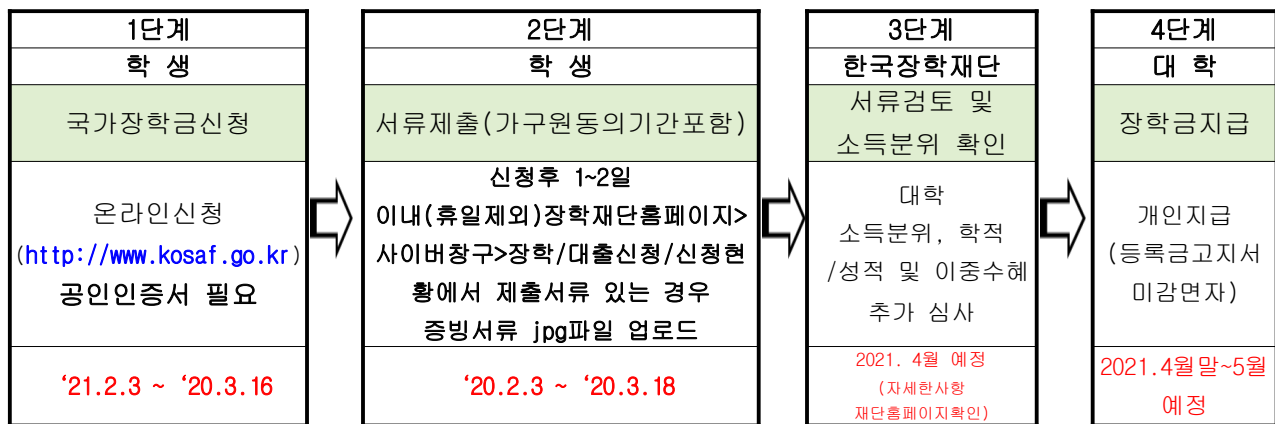 1단계
학 생
국가장학금신청
온라인신청
(http://www.kosaf.go.kr)
공인인증서 필요
‘21.2.3 ~ ‘20.3.16
2단계
학 생
서류제출(가구원동의기간포함)
신청후 1~2일
이내(휴일제외)장학재단홈페이지>
사이버창구>장학/대출신청/신청현
황에서 제출서류 있는 경우
증빙서류 jpg파일 업로드
‘20.2.3 ~ ‘20.3.18
3단계
한국장학재단
서류검토 및
소득분위 확인
대학
소득분위, 학적
/성적 및 이중수혜
추가 심사
2021. 4월 예정
(자세한사항
재단홈페이지확인)
4단계
대 학
장학금지급
개인지급
(등록금고지서
미감면자)
2021.4월말~5월
예정